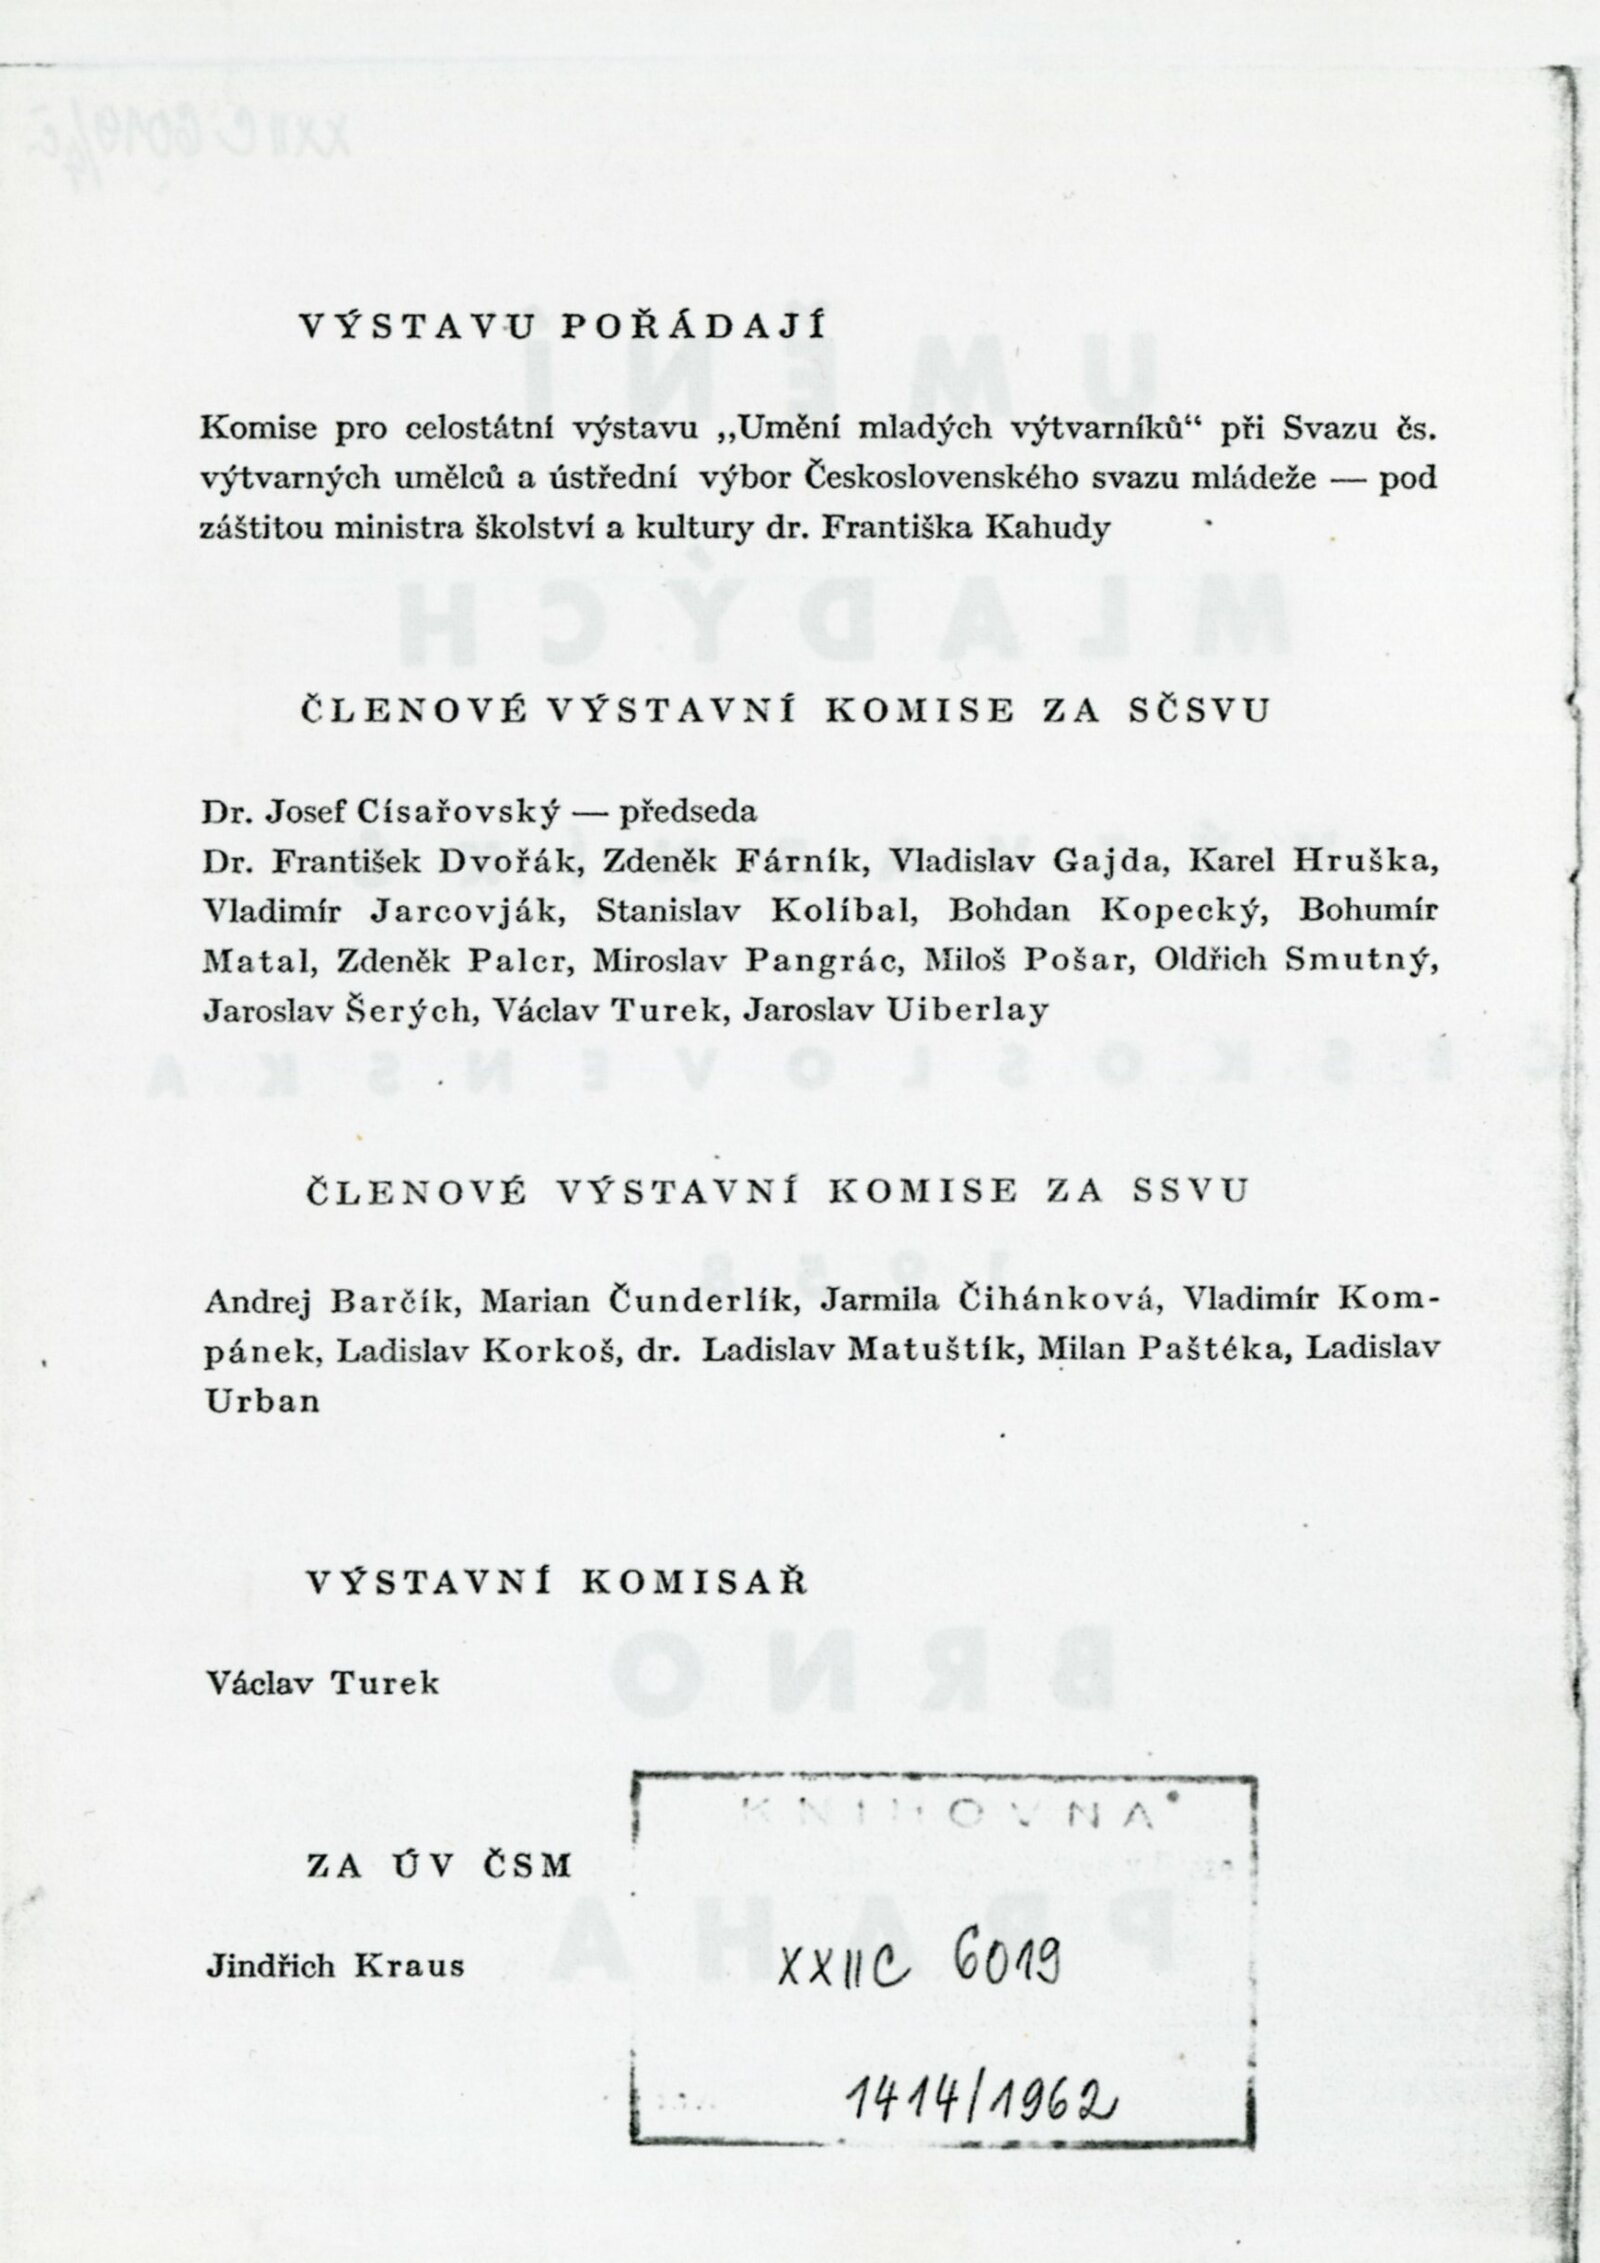 VÝSTAVU POŘÁDAJÍ
Komise pro celostátní výstavu „Umění mladých výtvarníků“ při Svazu čs.
výtvarných umělců a ústřední výbor Československého svazu mládeže — pod
záštitou ministra školství a kultury dr. Františka Kahudy
ČLENOVÉ VÝSTAVNÍ KOMISE ZA SČSVU
Dr. Josef Císařovský — předseda
Dr. František Dvořák, Zdeněk Fárník, Vladislav Gajda, Karel Hruška,
Vladimír Jarcovják, Stanislav Kolíbal, Bohdan Kopecký, Bohumír
Matal, Zdeněk Palcr, Miroslav Pangrác, Miloš Pošar, Oldřich Smutný,
Jaroslav Šerých, Václav Turek, Jaroslav Uiberlay
ČLENOVÉ VÝSTAVNÍ KOMISE ZA SSVU
Andrej Barčík, Marian Čunderlík, Jarmila Čihánková, Vladimír Kom-
pánek, Ladislav Korkoš, dr. Ladislav Matuštík, Milan Paštéka, Ladislav
Urban
VÝSTAVNÍ KOMISAŘ
Václav Turek
ZA ÚV ČSM
Jindřich Kraus
XXIIC 6019
1414/1962